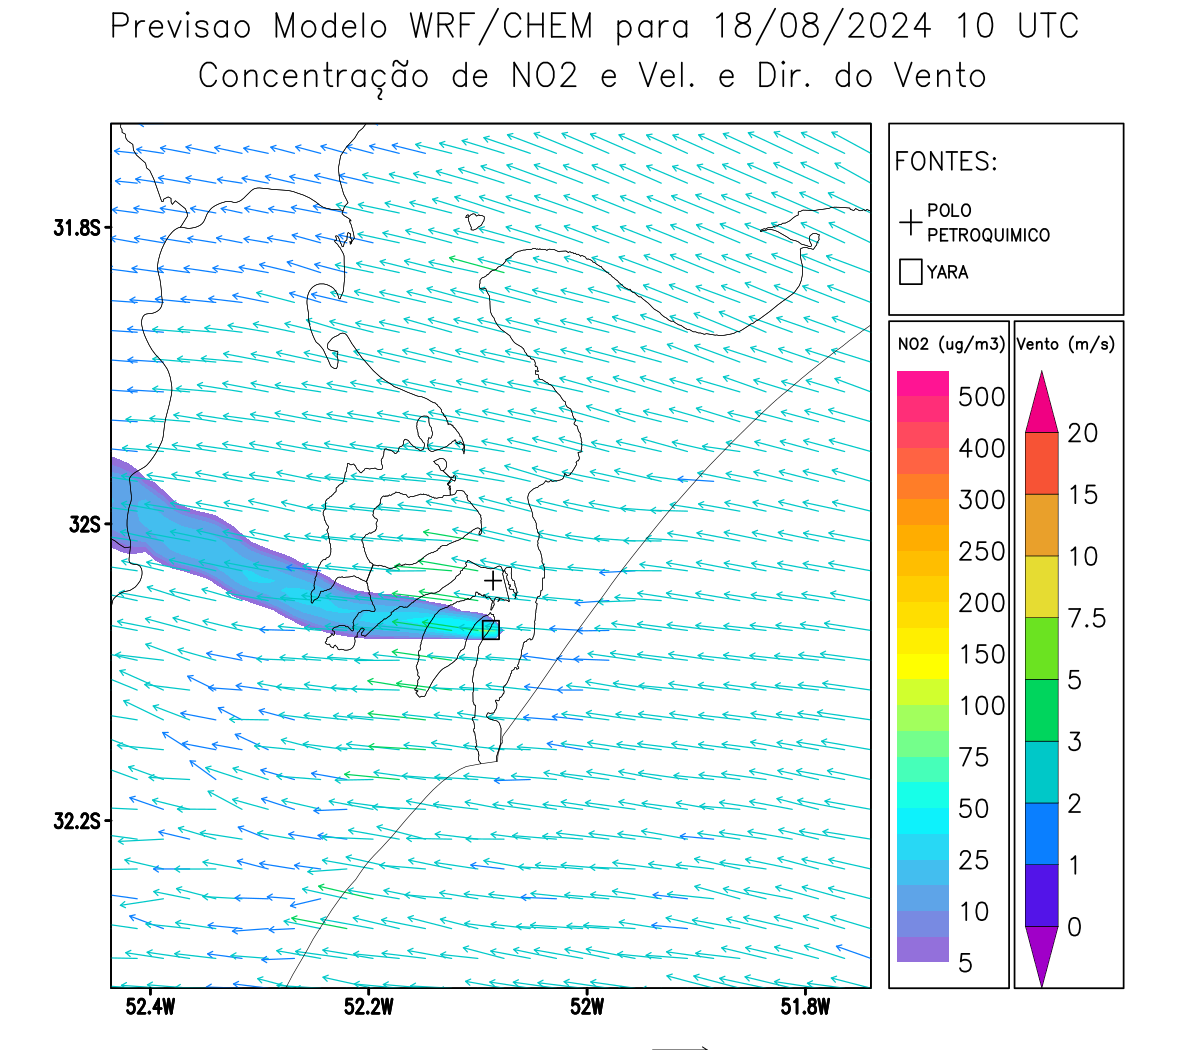 Previsao Modelo WRF/CHEM para 18/08/2024 10 UTC
Concentração de NO2 e Vel. e Dir. do Vento
FONTES:
POLO
PETROQUIMICO
YARA
NO2 (ug/m3)
500
400
300
250
200
150
100
75
50
25
10
5
Vento (m/s)
20
15
10
7.5
5
3
2
1
0
31.8S
32S
32.2S
52.4W
52.2W
52W
51.8W